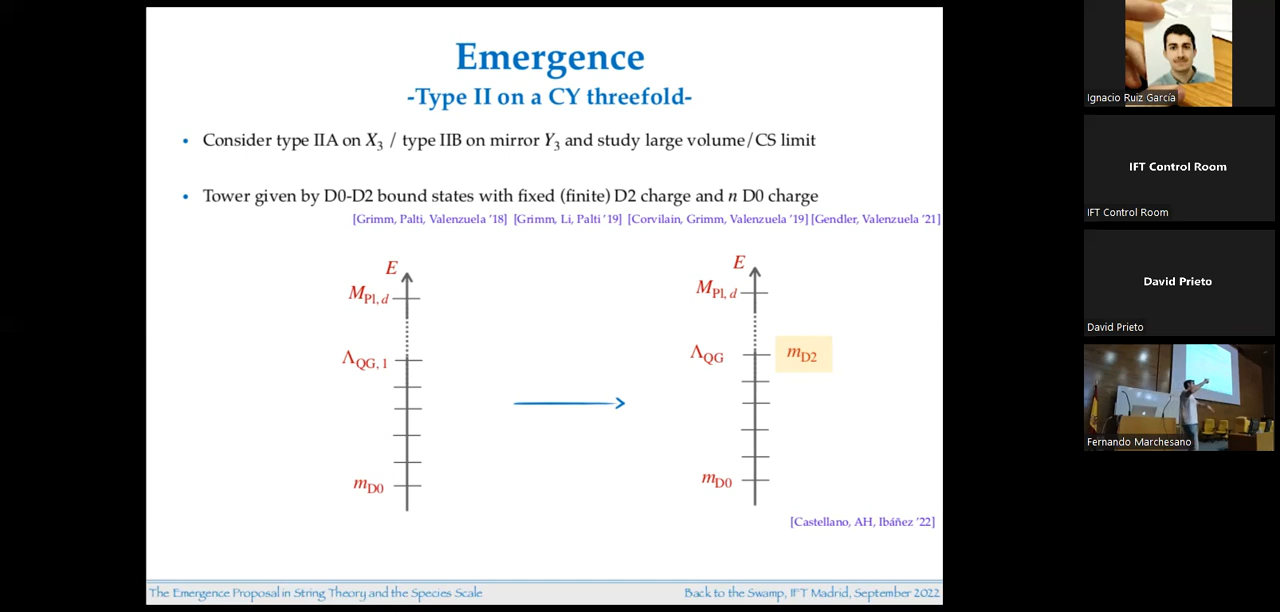 Emergence
-Type II on a CY threefold-
• Consider type IIA on X₃ / type IIB on mirror Y₃ and study large volume/CS limit
• Tower given by D0-D2 bound states with fixed (finite) D2 charge and n D0 charge
[Grimm, Palti, Valenzuela '18] [Grimm, Li, Palti '19] [Corvilain, Grimm, Valenzuela '19] [Gendler, Valenzuela '21]
E
M_Pl, d
Λ_QG, 1
m_D0
E
M_Pl, d
Λ_QG
m_D2
m_D0
[Castellano, AH, Ibáñez '22]
The Emergence Proposal in String Theory and the Species Scale
Back to the Swamp, IFT Madrid, September 2022
Ignacio Ruiz García
IFT Control Room
IFT Control Room
David Prieto
David Prieto
Fernando Marchesano